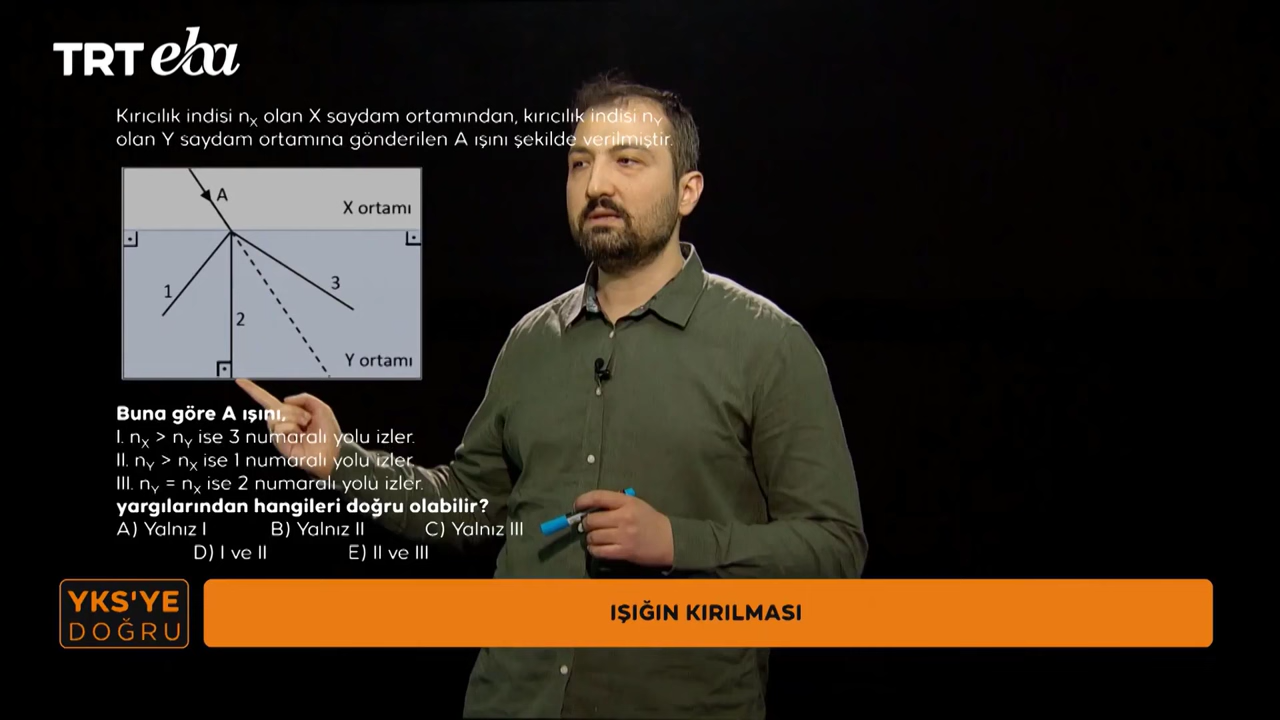 TRT eba
Kırıcılık indisi nX olan X saydam ortamından, kırıcılık indisi nY
olan Y saydam ortamına gönderilen A ışını şekilde verilmiştir.
A
X ortamı
1
3
2
Y ortamı
Buna göre A ışını,
I. nX > nY ise 3 numaralı yolu izler.
II. nY > nX ise 1 numaralı yolu izler.
III. nY = nX ise 2 numaralı yolu izler.
yargılarından hangileri doğru olabilir?
A) Yalnız I B) Yalnız II C) Yalnız III
D) I ve II E) II ve III
YKS'YE
DOĞRU
IŞIĞIN KIRILMASI